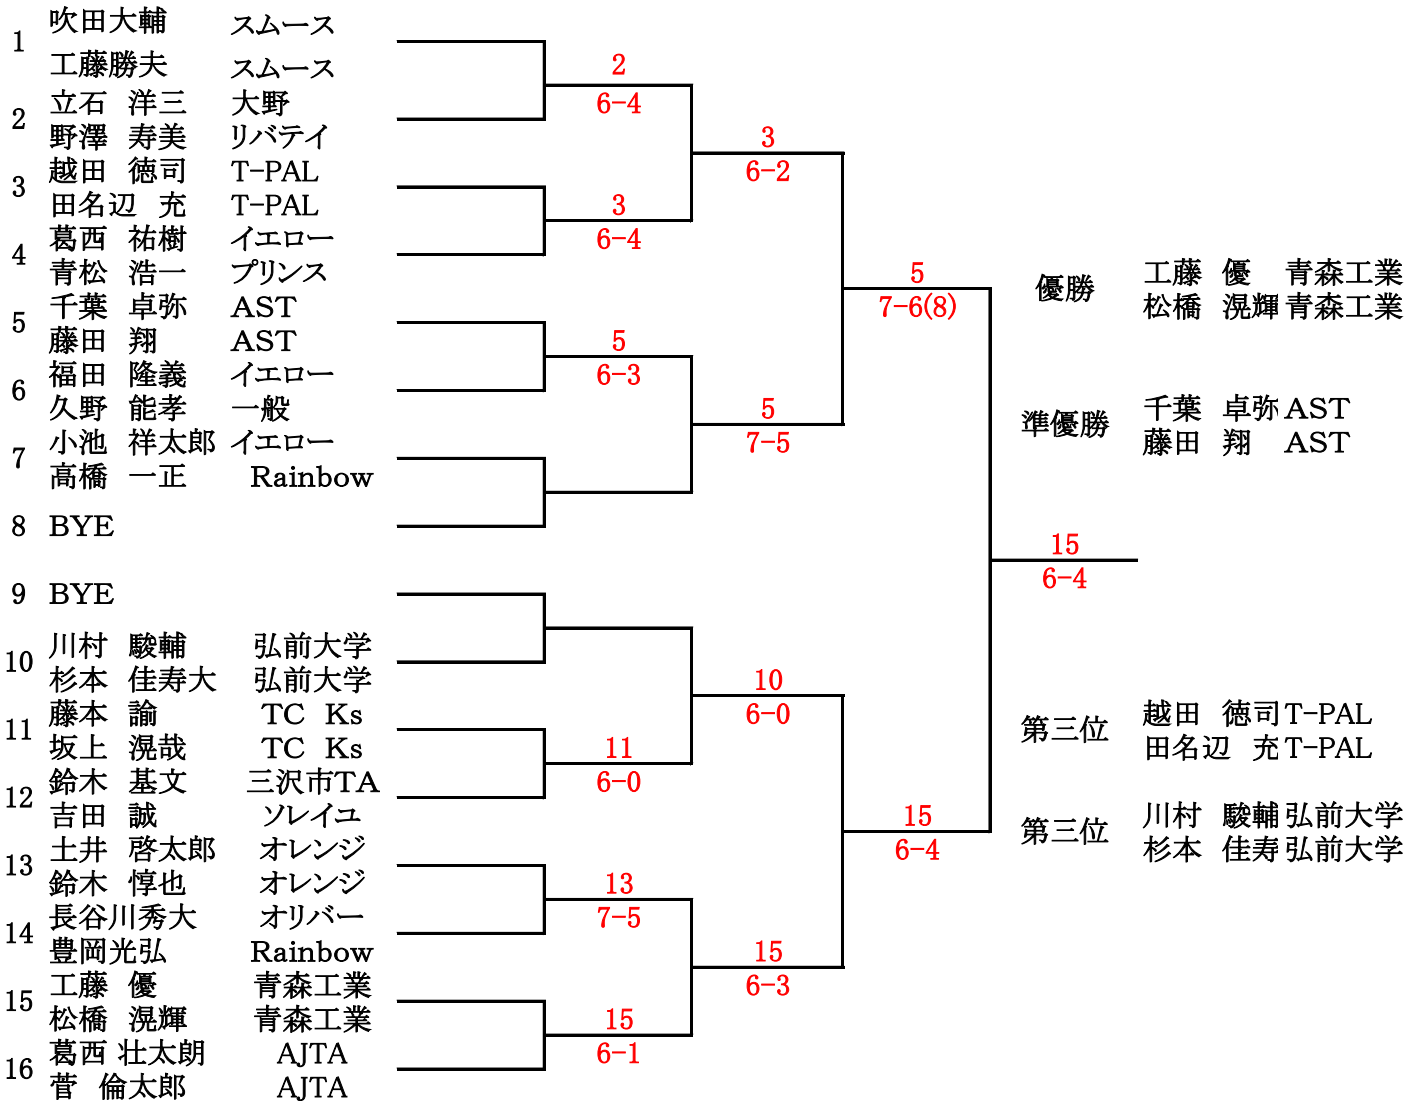 1 吹田大輔 スムース
工藤勝夫 スムース
2 立石 洋三 大野
野澤 寿美 リバテイ
3 越田 徳司 T-PAL
田名辺 充 T-PAL
4 葛西 祐樹 イエロー
青松 浩一 プリンス
5 千葉 卓弥 AST
藤田 翔 AST
6 福田 隆義 イエロー
久野 能孝 一般
7 小池 祥太郎 イエロー
高橋 一正 Rainbow
8 BYE
9 BYE
10 川村 駿輔 弘前大学
杉本 佳寿大 弘前大学
11 藤本 諭 TC Ks
坂上 滉哉 TC Ks
12 鈴木 基文 三沢市TA
吉田 誠 ソレイユ
13 土井 啓太郎 オレンジ
鈴木 惇也 オレンジ
14 長谷川秀大 オリバー
豊岡光弘 Rainbow
15 工藤 優 青森工業
松橋 滉輝 青森工業
16 葛西 壮太朗 AJTA
菅 倫太郎 AJTA
2
6-4
3
6-4
5
6-3
11
6-0
13
7-5
15
6-1
3
6-2
5
7-5
10
6-0
15
6-3
5
7-6(8)
15
6-4
15
6-4
優勝 工藤 優 青森工業
松橋 滉輝 青森工業
準優勝 千葉 卓弥 AST
藤田 翔 AST
第三位 越田 徳司 T-PAL
田名辺 充 T-PAL
第三位 川村 駿輔 弘前大学
杉本 佳寿 弘前大学